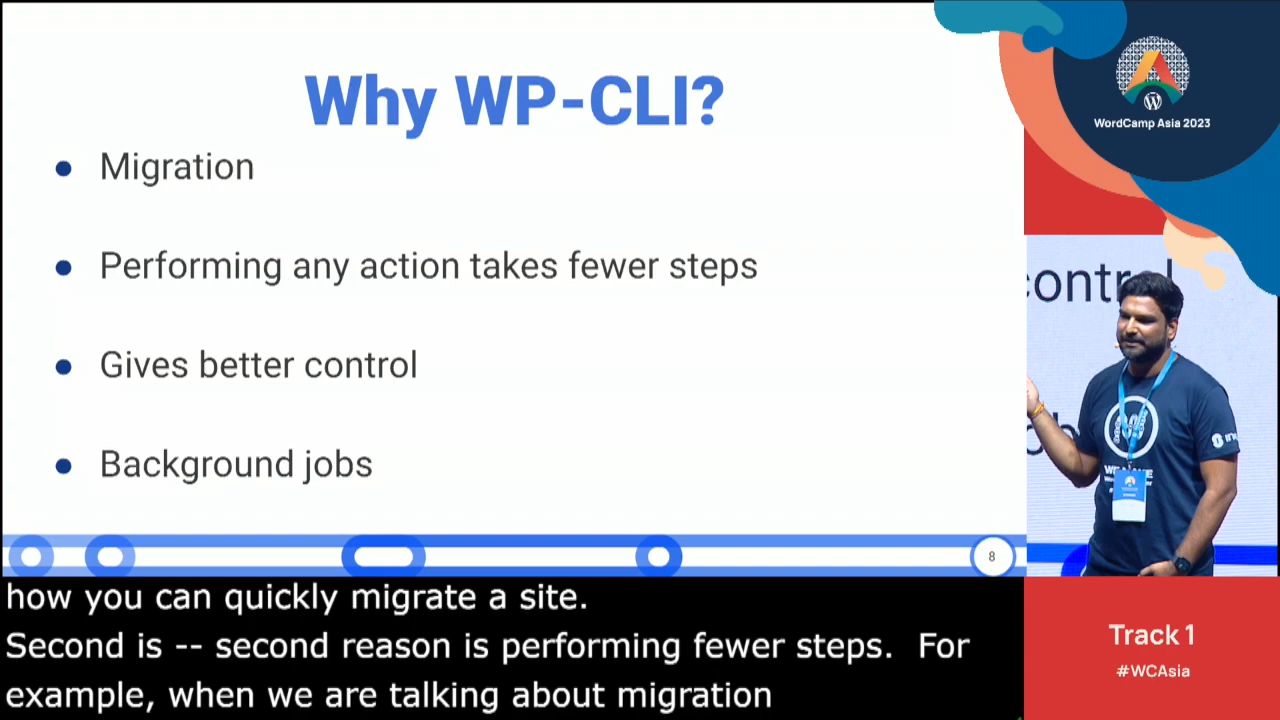 Why WP-CLI?
Migration
Performing any action takes fewer steps
Gives better control
Background jobs
8
how you can quickly migrate a site.
Second is -- second reason is performing fewer steps.  For
example, when we are talking about migration
WordCamp Asia 2023
control
Track 1
#WCAsia